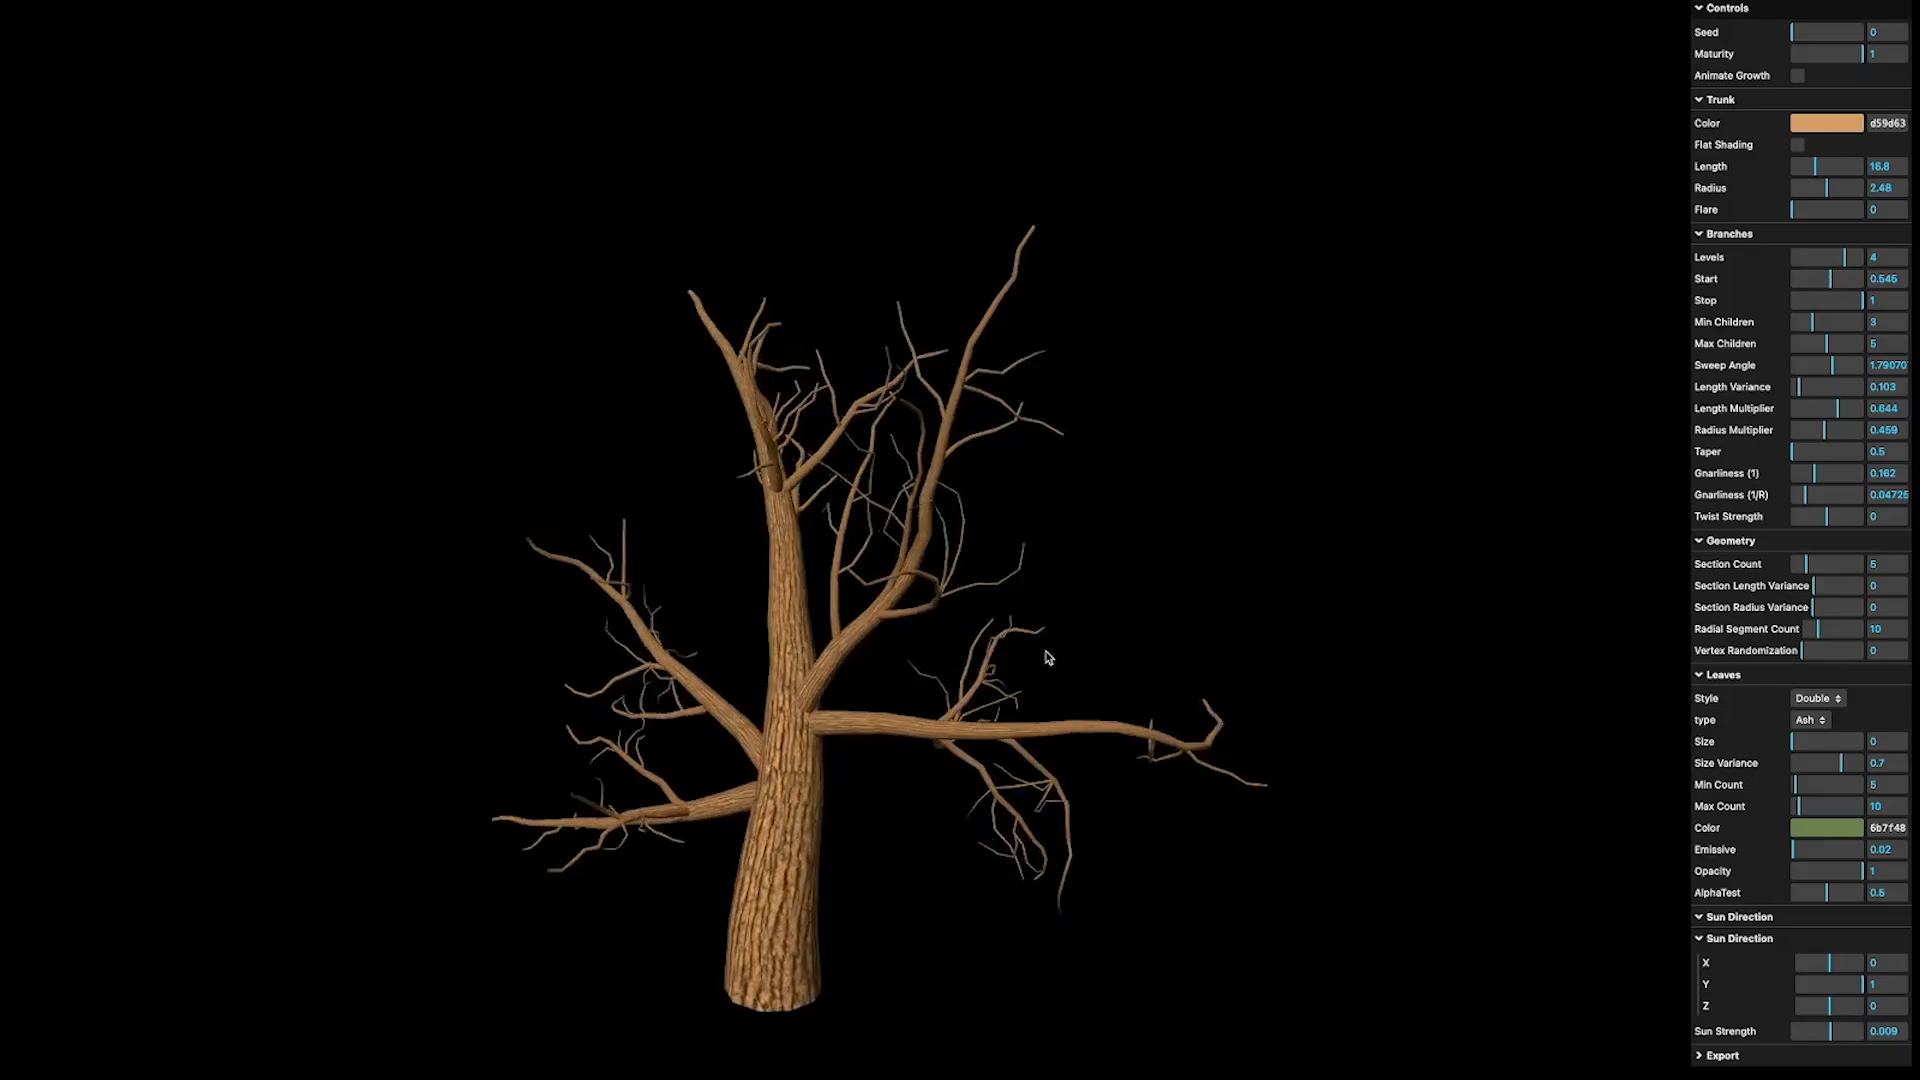 Controls
Seed 0
Maturity 1
Animate Growth
Trunk
Color d59d63
Flat Shading
Length 16.8
Radius 2.48
Flare 0
Branches
Levels 4
Start 0.545
Stop 1
Min Children 3
Max Children 5
Sweep Angle 1.79070
Length Variance 0.103
Length Multiplier 0.644
Radius Multiplier 0.459
Taper 0.5
Gnarliness (1) 0.162
Gnarliness (1/R) 0.04725
Twist Strength 0
Geometry
Section Count 5
Section Length Variance 0
Section Radius Variance 0
Radial Segment Count 10
Vertex Randomization 0
Leaves
Style Double
type Ash
Size 0
Size Variance 0.7
Min Count 5
Max Count 10
Color 6b7f48
Emissive 0.02
Opacity 1
AlphaTest 0.5
Sun Direction
Sun Direction
X 0
Y 1
Z 0
Sun Strength 0.009
Export